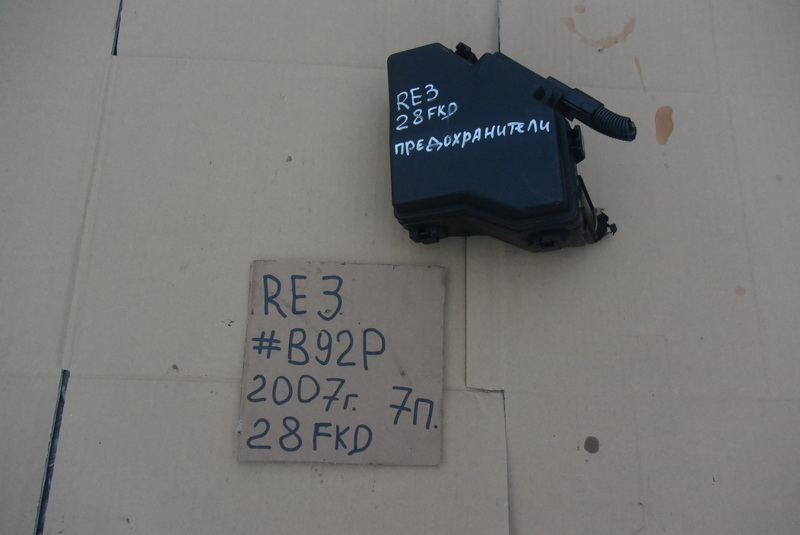 RE3
28FKD
ПРЕДОХРАНИТЕЛИ
RE3
#B92P
2007г. 7п.
28FKD